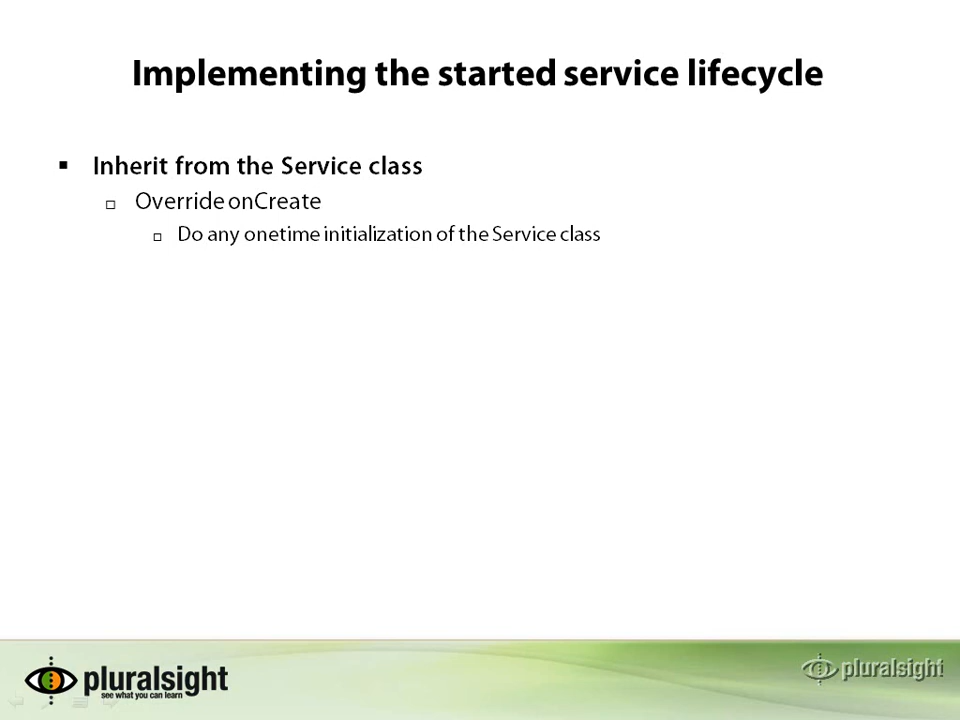 Implementing the started service lifecycle
Inherit from the Service class
Override onCreate
Do any onetime initialization of the Service class
pluralsight
see what you can learn
pluralsight